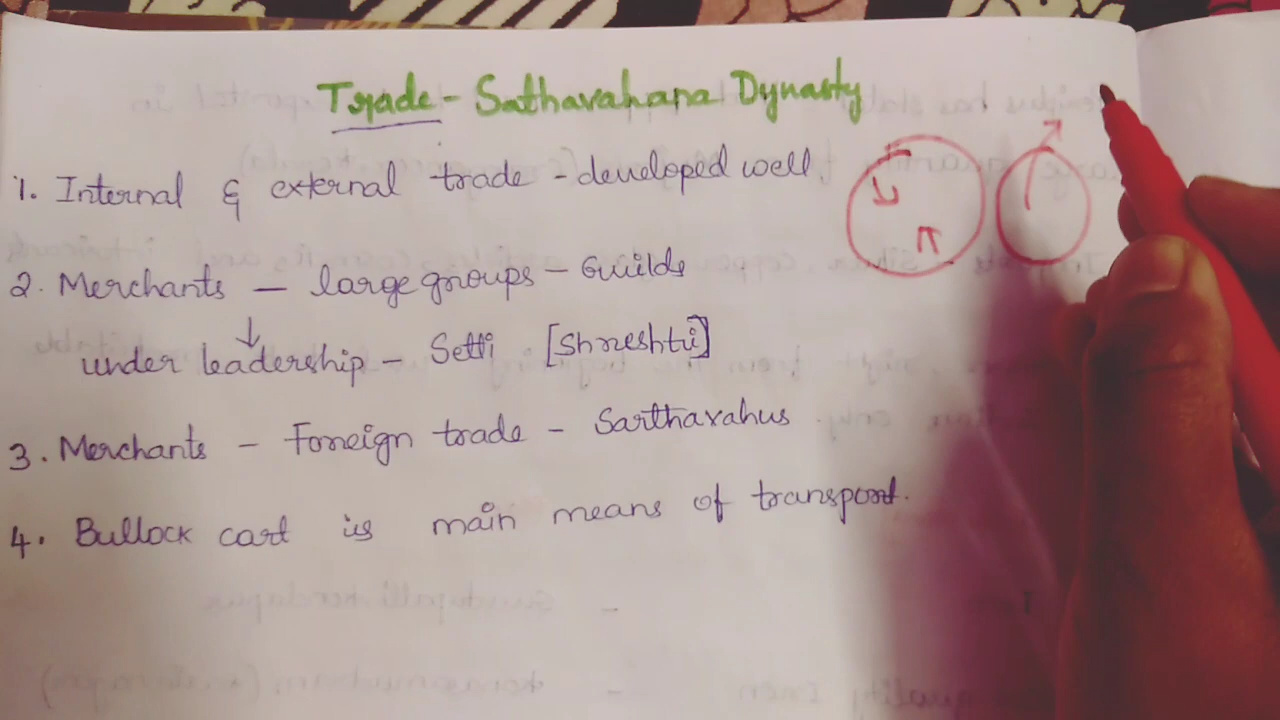 Trade - Sathavahana Dynasty
1. Internal & external trade - developed well
2. Merchants - large groups - Guilds
↓
under leadership - Setti [Shreshti]
3. Merchants - Foreign trade - Sarthavahus
4. Bullock cart is main means of transport.